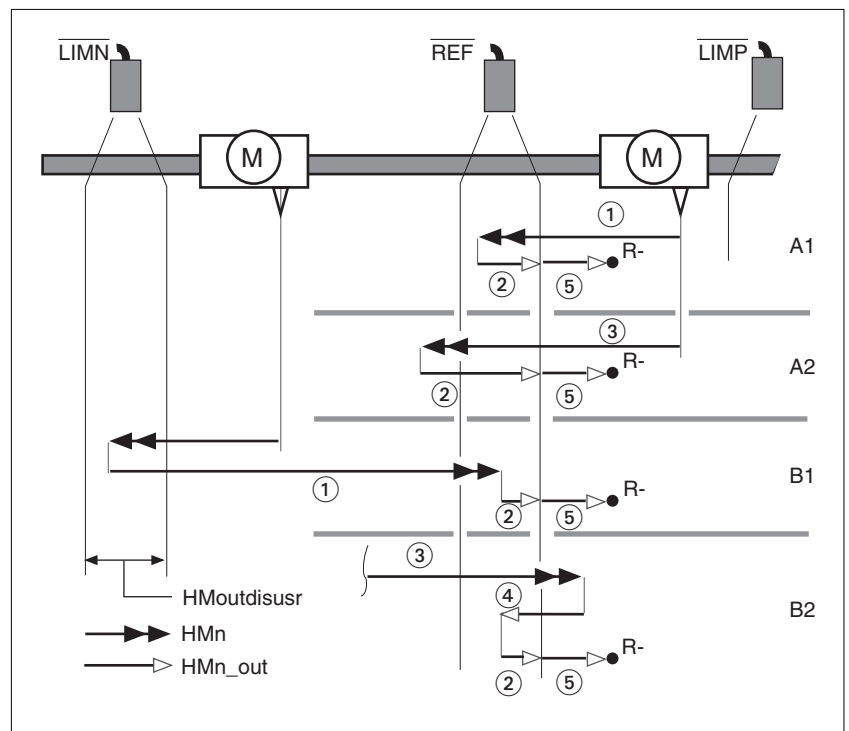 LIMN REF LIMP
M M
1
R-
A1
2 5
3
R-
A2
2 5
1
R-
B1
2 5
3
HMoutdisusr
4
B2
HMn
R-
HMn_out
2 5